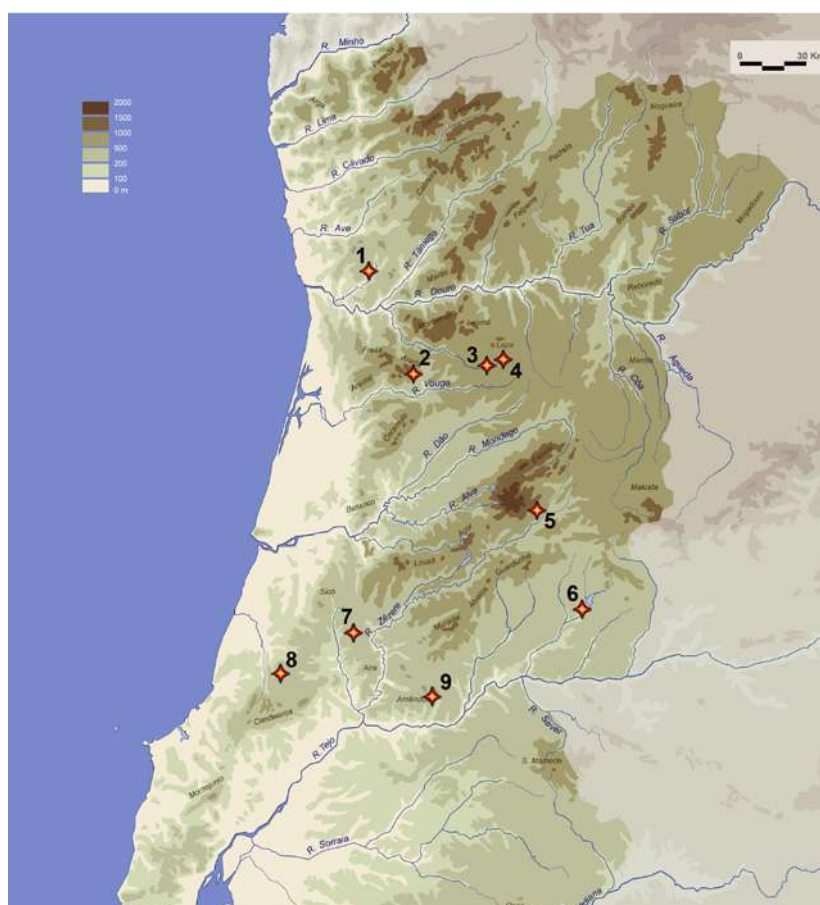 R. Minho
0 30 Km
2000
1500
1000
500
200
100
0 m
Nogueira
R. Lima
R. Cávado
Padrela
R. Ave
R. Tâmega
R. Tua
Bornes
R. Sabor
Mogadouro
1
Marão
R. Douro
Reboredo
Leomil
R. Águeda
Freita
2
3
Lapa
4
Marofa
R. Côa
Arada
R. Vouga
Caramulo
R. Dão
R. Mondego
Buçaco
R. Alva
Malcata
5
Açor
Lousã
Gardunha
Sicó
R. Zêzere
Alvelos
6
7
Muradal
8
Aire
9
Amêndoa
Candeeiros
R. Tejo
R. Sever
S. Mamede
Montejunto
R. Sorraia